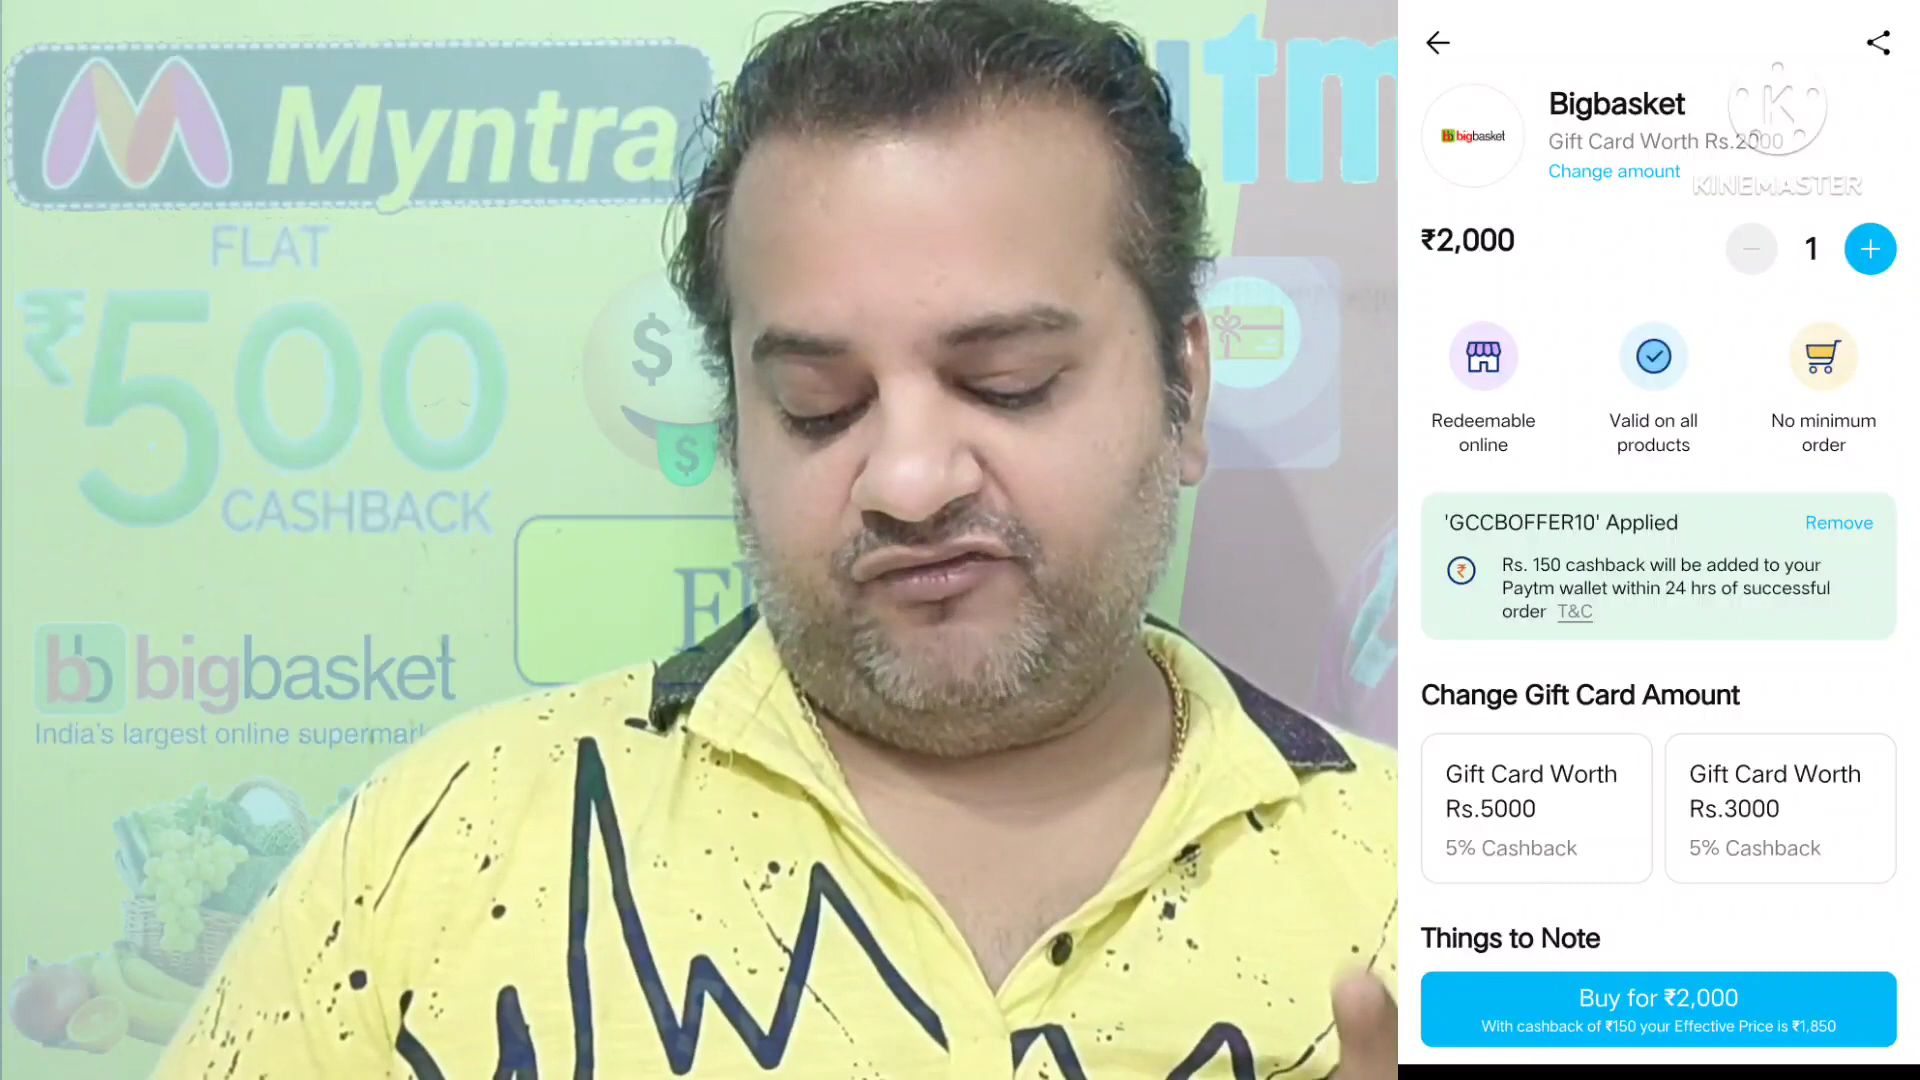 Myntra
FLAT
₹500
CASHBACK
bigbasket
India's largest online supermark
tm
$
$
Bigbasket
Gift Card Worth Rs.2000
Change amount
KINEMASTER
bb bigbasket
₹2,000
1
Redeemable online
Valid on all products
No minimum order
'GCCBOFFER10' Applied
Remove
Rs. 150 cashback will be added to your
Paytm wallet within 24 hrs of successful
order T&C
Change Gift Card Amount
Gift Card Worth
Rs.5000
5% Cashback
Gift Card Worth
Rs.3000
5% Cashback
Things to Note
Buy for ₹2,000
With cashback of ₹150 your Effective Price is ₹1,850